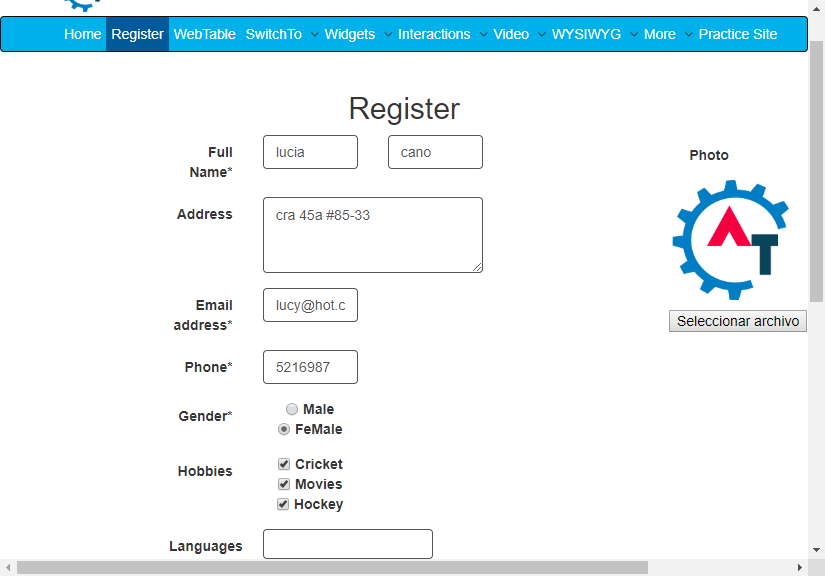 Home Register WebTable SwitchTo Widgets Interactions Video WYSIWYG More Practice Site
Register
Full Name*
lucia
cano
Photo
Address
cra 45a #85-33
AT
Email address*
lucy@hot.c
Seleccionar archivo
Phone*
5216987
Gender*
Male
FeMale
Hobbies
Cricket
Movies
Hockey
Languages